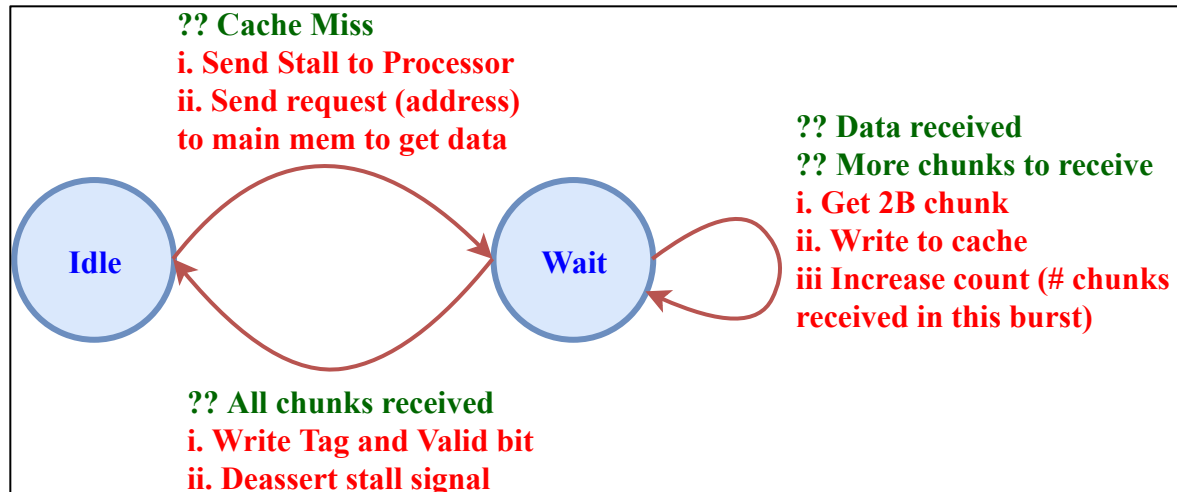 ?? Cache Miss
i. Send Stall to Processor
ii. Send request (address)
to main mem to get data
?? Data received
?? More chunks to receive
i. Get 2B chunk
ii. Write to cache
iii Increase count (# chunks
received in this burst)
Idle
Wait
?? All chunks received
i. Write Tag and Valid bit
ii. Deassert stall signal